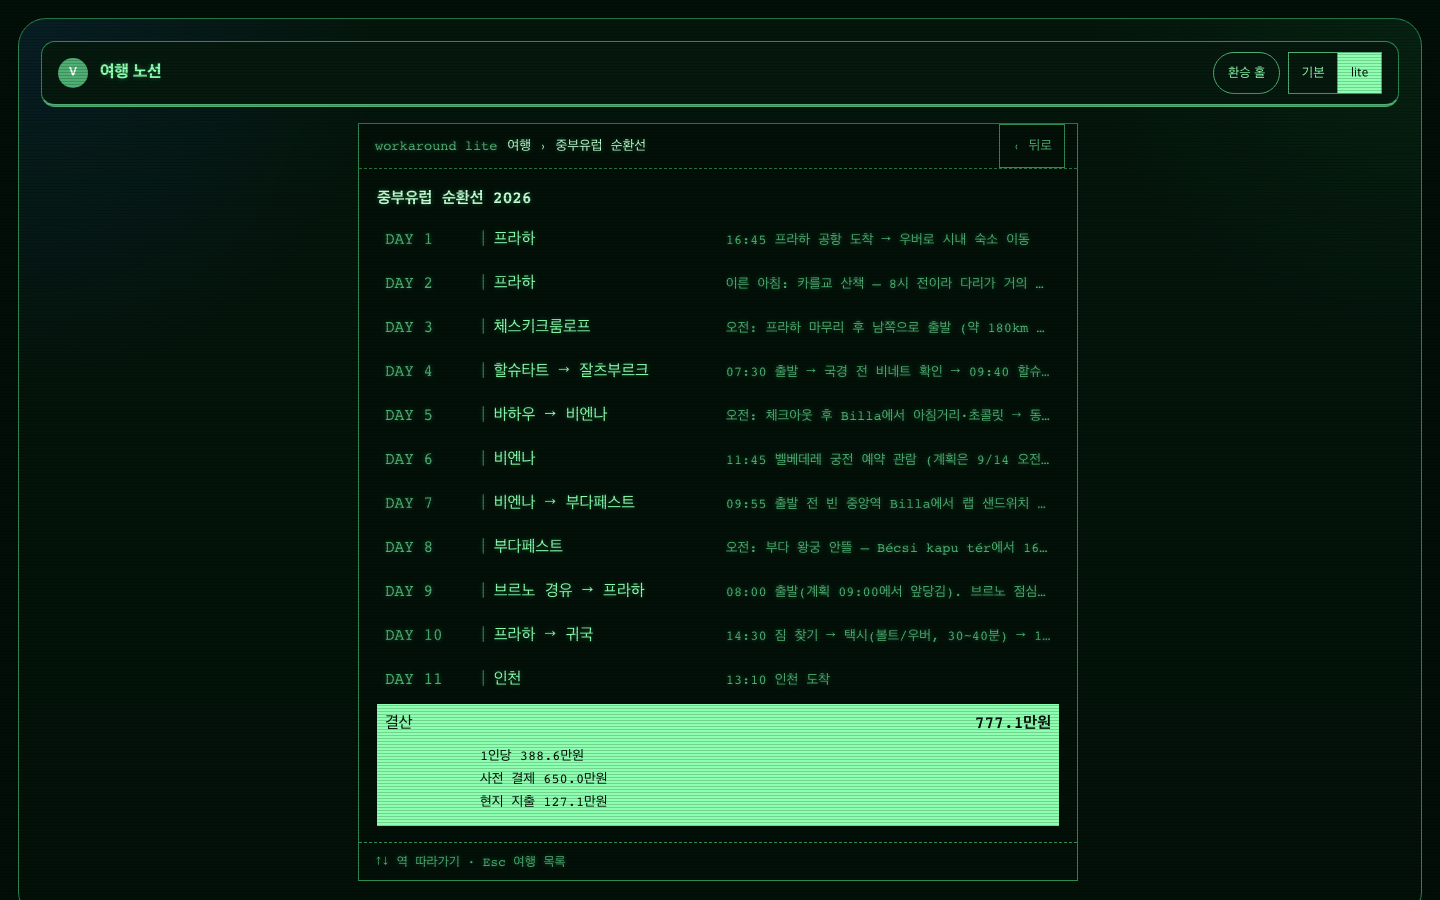 V 여행 노선 환승 홀 기본 lite
workaround lite 여행 › 중부유럽 순환선 ‹ 뒤로
중부유럽 순환선 2026
DAY 1 | 프라하 16:45 프라하 공항 도착 → 우버로 시내 숙소 이동
DAY 2 | 프라하 이른 아침: 카를교 산책 — 8시 전이라 다리가 거의 …
DAY 3 | 체스키크룸로프 오전: 프라하 마무리 후 남쪽으로 출발 (약 180km …
DAY 4 | 할슈타트 → 잘츠부르크 07:30 출발 → 국경 전 비네트 확인 → 09:40 할슈…
DAY 5 | 바하우 → 비엔나 오전: 체크아웃 후 Billa에서 아침거리·초콜릿 → 동…
DAY 6 | 비엔나 11:45 벨베데레 궁전 예약 관람 (계획은 9/14 오전…
DAY 7 | 비엔나 → 부다페스트 09:55 출발 전 빈 중앙역 Billa에서 랩 샌드위치 …
DAY 8 | 부다페스트 오전: 부다 왕궁 안뜰 — Bécsi kapu tér에서 16…
DAY 9 | 브르노 경유 → 프라하 08:00 출발(계획 09:00에서 앞당김). 브르노 점심…
DAY 10 | 프라하 → 귀국 14:30 짐 찾기 → 택시(볼트/우버, 30~40분) → 1…
DAY 11 | 인천 13:10 인천 도착
결산 777.1만원
1인당 388.6만원
사전 결제 650.0만원
현지 지출 127.1만원
↑↓ 역 따라가기 · Esc 여행 목록